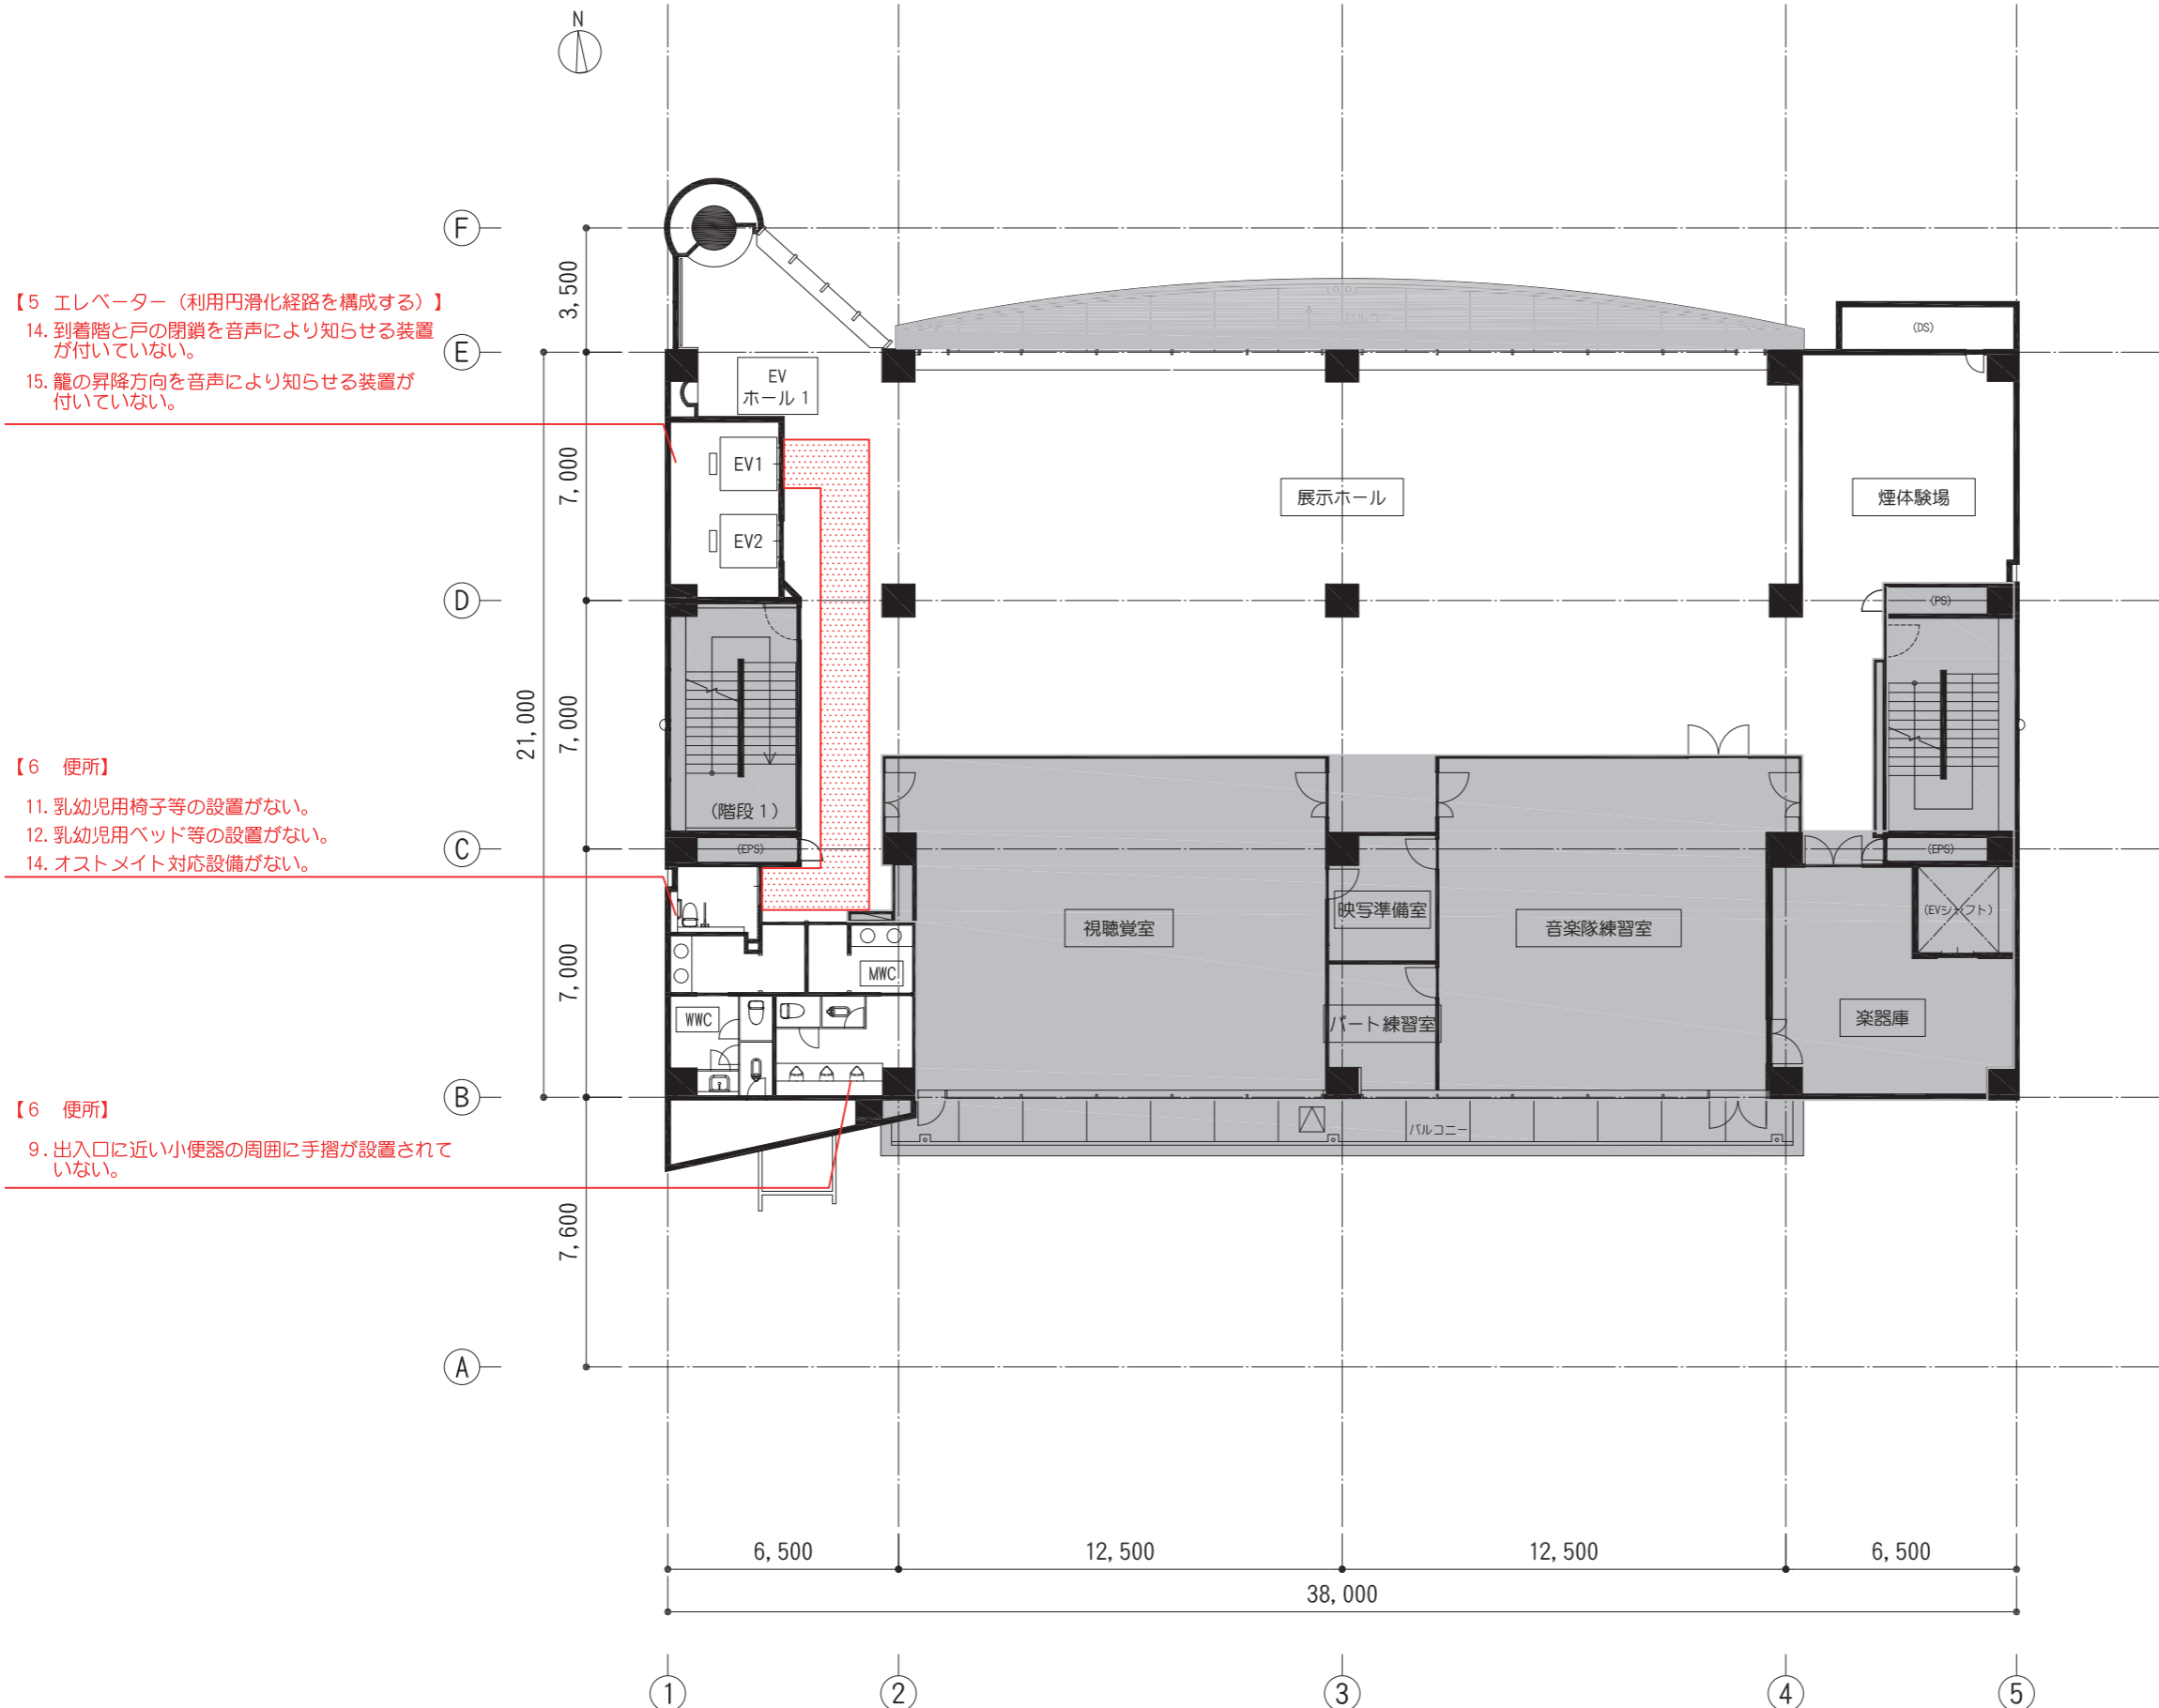 N
F
3,500
【5 エレベーター（利用円滑化経路を構成する）】
14. 到着階と戸の閉鎖を音声により知らせる装置
が付いていない。
15. 籠の昇降方向を音声により知らせる装置が
付いていない。
E
バルコニー
(DS)
EV
ホール 1
7,000
EV1
展示ホール
煙体験場
EV2
D
(PS)
21,000
7,000
【6 便所】
11. 乳幼児用椅子等の設置がない。
12. 乳幼児用ベッド等の設置がない。
14. オストメイト対応設備がない。
(階段 1)
C
(EPS)
(EPS)
映写準備室
(EVシャフト)
視聴覚室
音楽隊練習室
7,000
MWC
WWC
パート練習室
楽器庫
B
【6 便所】
9. 出入口に近い小便器の周囲に手摺が設置されて
いない。
バルコニー
7,600
A
6,500
12,500
12,500
6,500
38,000
1
2
3
4
5